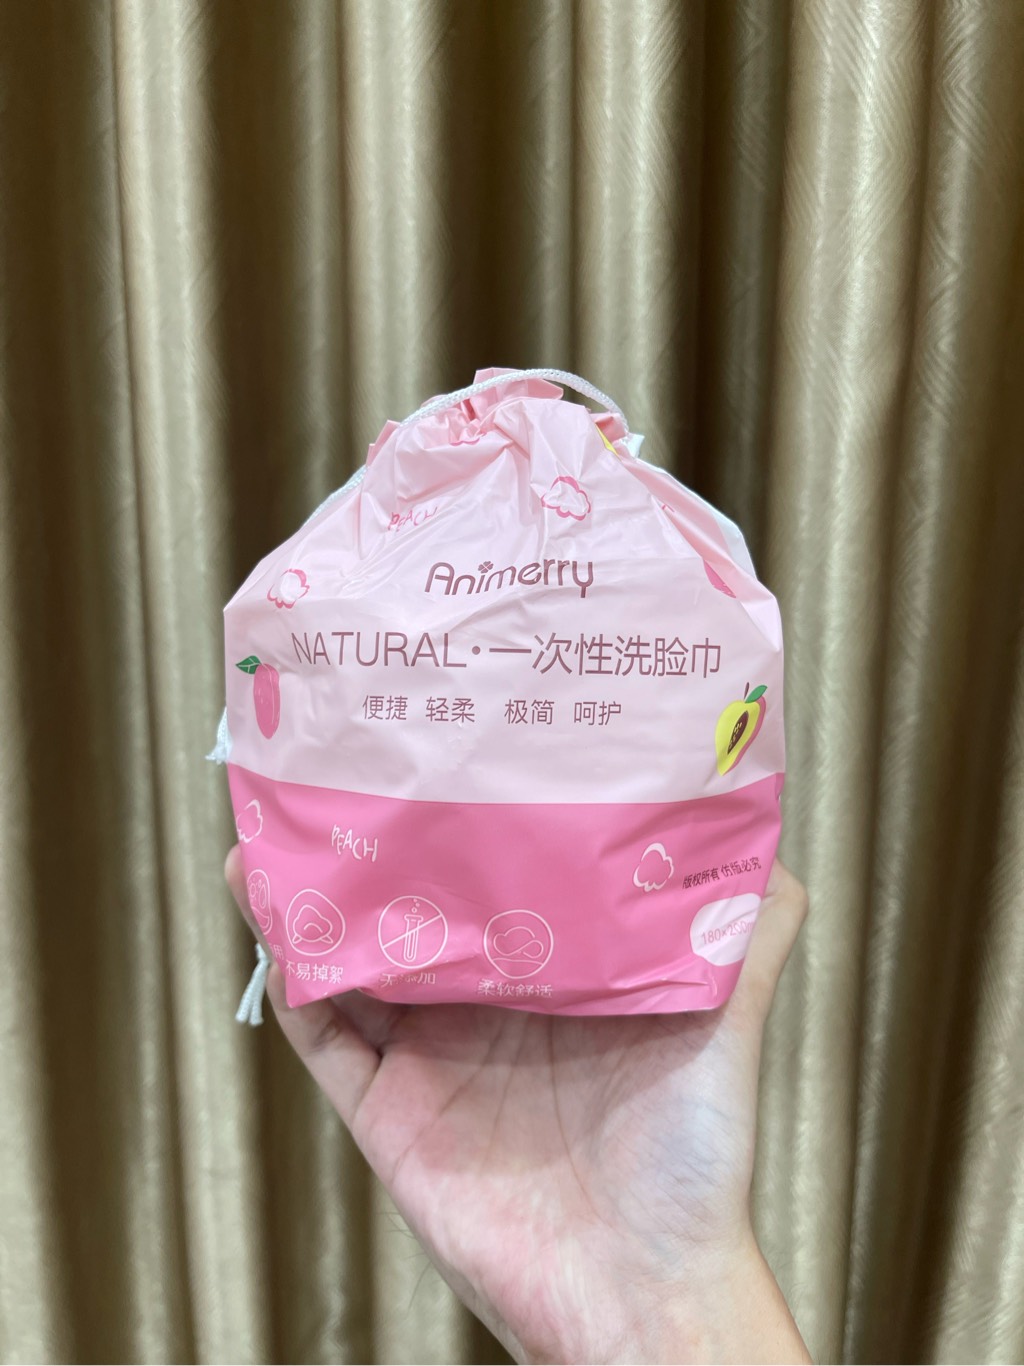 PEACH
Animerry
NATURAL·一次性洗脸巾
便捷 轻柔 极简 呵护
PEACH
版权所有 仿版必究
不易掉絮
柔软舒适